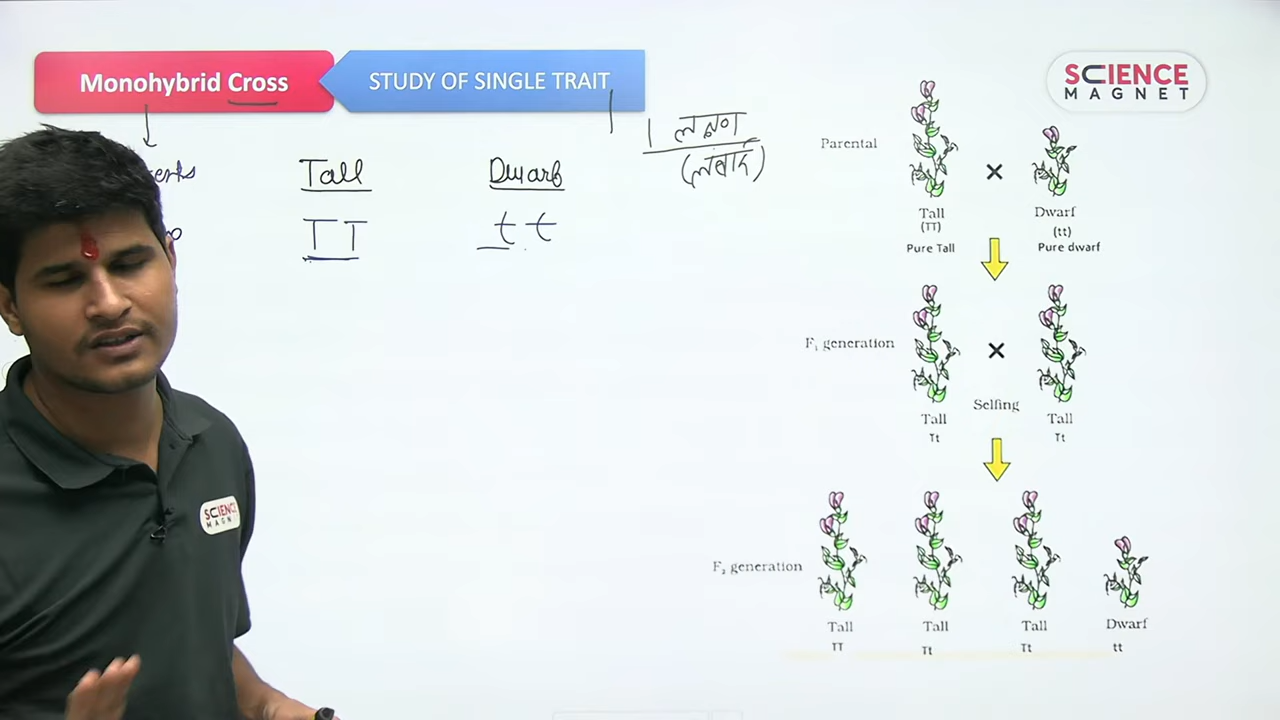 Monohybrid Cross
STUDY OF SINGLE TRAIT
SCIENCE
MAGNET
Tall
Dwarf
TT
tt
1 लक्षण
(लंबाई)
Parental
Tall
(TT)
Pure Tall
Dwarf
(tt)
Pure dwarf
F₁ generation
Selfing
Tall
Tt
Tall
Tt
F₂ generation
Tall
TT
Tall
Tt
Tall
Tt
Dwarf
tt
SCIENCE